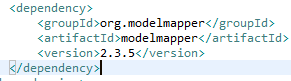 <dependency>
<groupId>org.modelmapper</groupId>
<artifactId>modelmapper</artifactId>
<version>2.3.5</version>
</dependency>